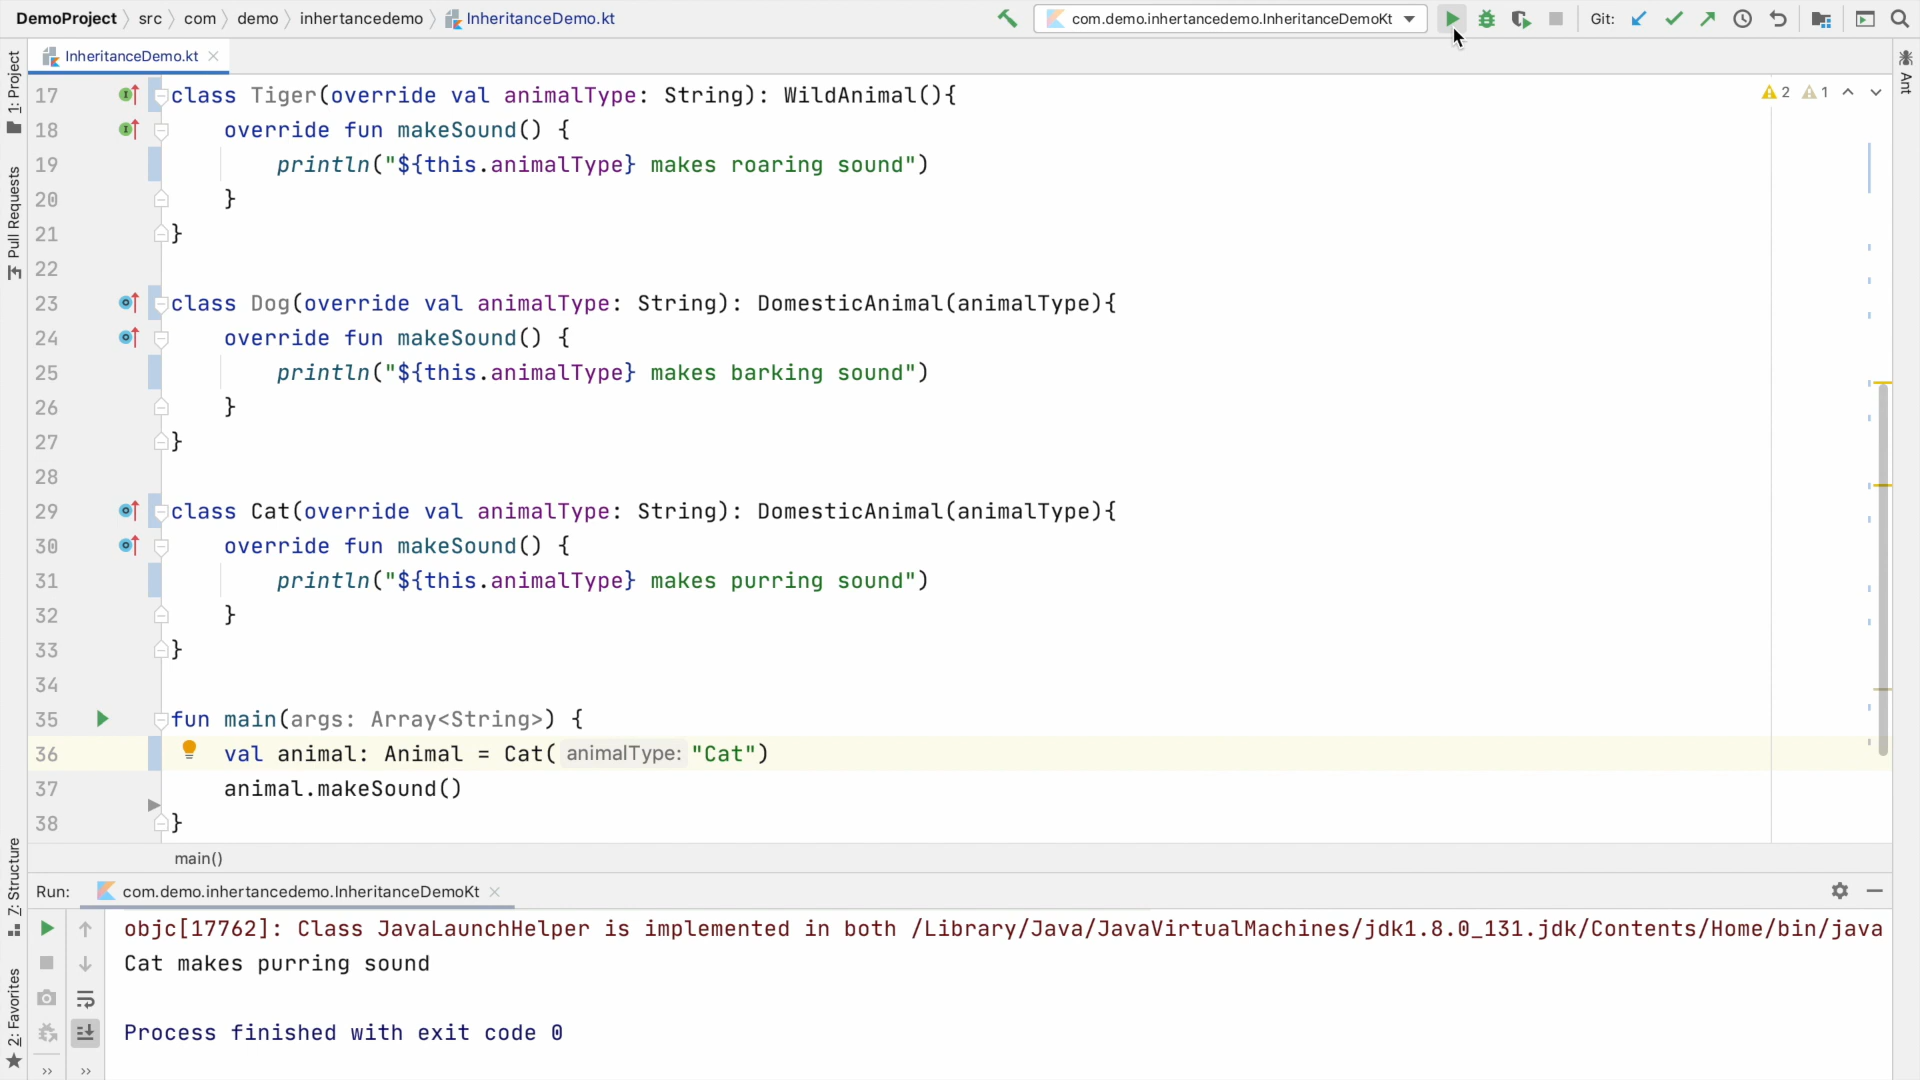 DemoProject src com demo inhertancedemo InheritanceDemo.kt com.demo.inhertancedemo.InheritanceDemoKt Git:
InheritanceDemo.kt
1: Project
Pull Requests
7: Structure
2: Favorites
Ant
2 1
17 class Tiger(override val animalType: String): WildAnimal(){
18 override fun makeSound() {
19 println("${this.animalType} makes roaring sound")
20 }
21 }
22
23 class Dog(override val animalType: String): DomesticAnimal(animalType){
24 override fun makeSound() {
25 println("${this.animalType} makes barking sound")
26 }
27 }
28
29 class Cat(override val animalType: String): DomesticAnimal(animalType){
30 override fun makeSound() {
31 println("${this.animalType} makes purring sound")
32 }
33 }
34
35 fun main(args: Array<String>) {
36 val animal: Animal = Cat( animalType: "Cat")
37 animal.makeSound()
38 }
main()
Run: com.demo.inhertancedemo.InheritanceDemoKt
objc[17762]: Class JavaLaunchHelper is implemented in both /Library/Java/JavaVirtualMachines/jdk1.8.0_131.jdk/Contents/Home/bin/java
Cat makes purring sound
Process finished with exit code 0